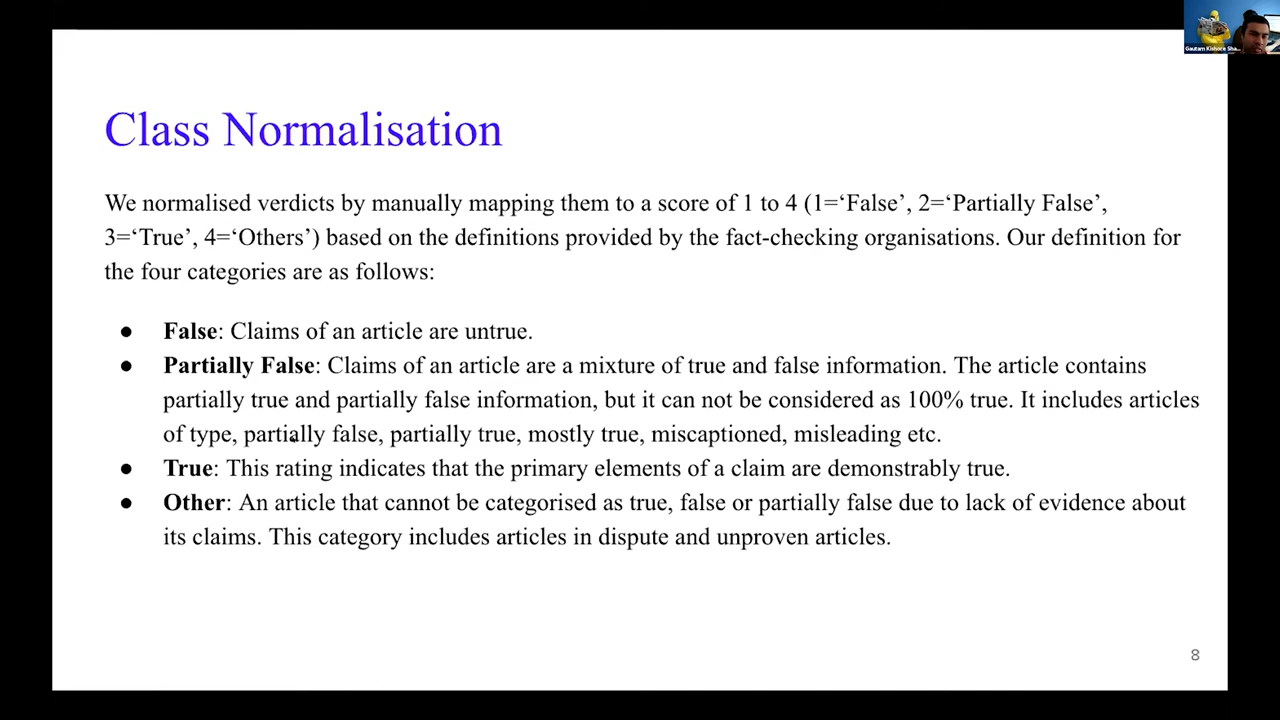 Gautam Kishore Sha...
Class Normalisation
We normalised verdicts by manually mapping them to a score of 1 to 4 (1=‘False’, 2=‘Partially False’,
3=‘True’, 4=‘Others’) based on the definitions provided by the fact-checking organisations. Our definition for
the four categories are as follows:
● False: Claims of an article are untrue.
● Partially False: Claims of an article are a mixture of true and false information. The article contains
partially true and partially false information, but it can not be considered as 100% true. It includes articles
of type, partially false, partially true, mostly true, miscaptioned, misleading etc.
● True: This rating indicates that the primary elements of a claim are demonstrably true.
● Other: An article that cannot be categorised as true, false or partially false due to lack of evidence about
its claims. This category includes articles in dispute and unproven articles.
8